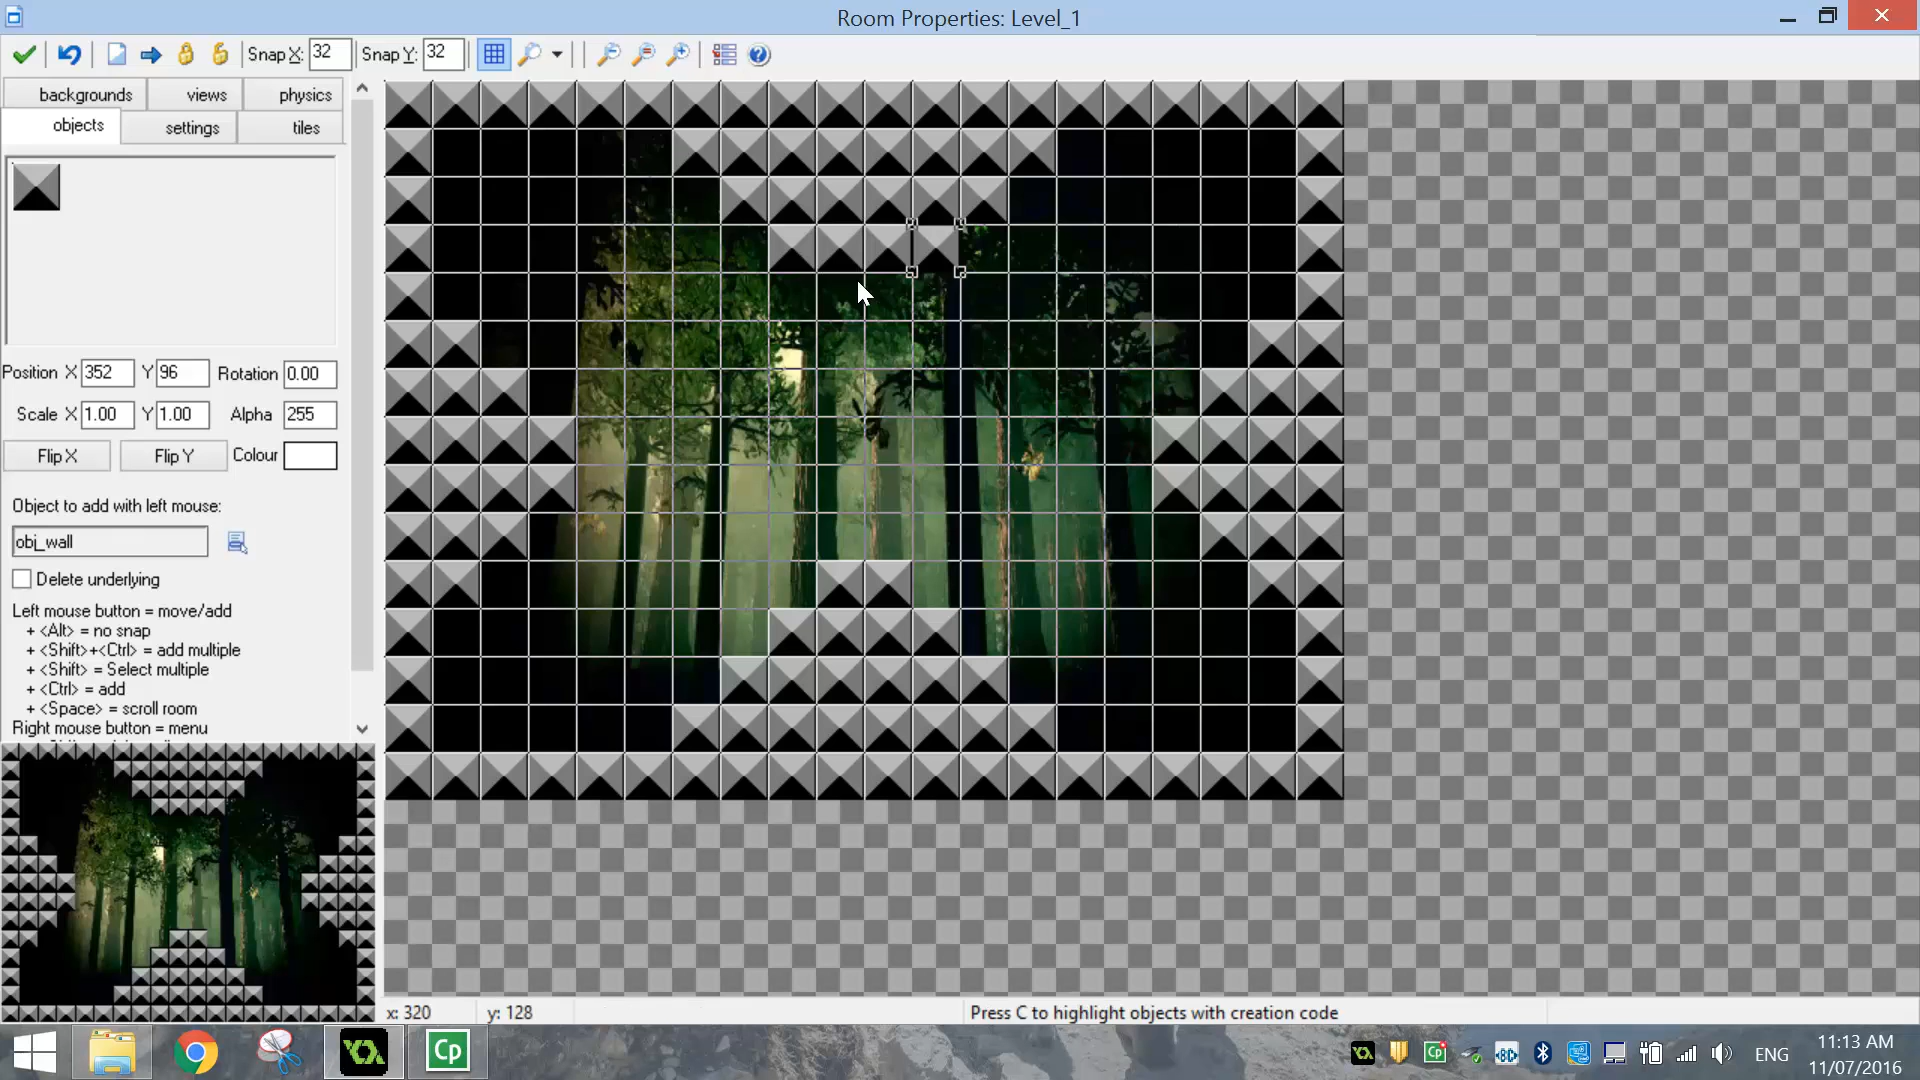 Room Properties: Level_1
Snap X: 32 Snap Y: 32
backgrounds views physics
objects settings tiles
Position X 352 Y 96 Rotation 0.00
Scale X 1.00 Y 1.00 Alpha 255
Flip X Flip Y Colour
Object to add with left mouse:
obj_wall
Delete underlying
Left mouse button = move/add
+ <Alt> = no snap
+ <Shift>+<Ctrl> = add multiple
+ <Shift> = Select multiple
+ <Ctrl> = add
+ <Space> = scroll room
Right mouse button = menu
x: 320 y: 128 Press C to highlight objects with creation code
Cp
Cp
ENG
11:13 AM
11/07/2016